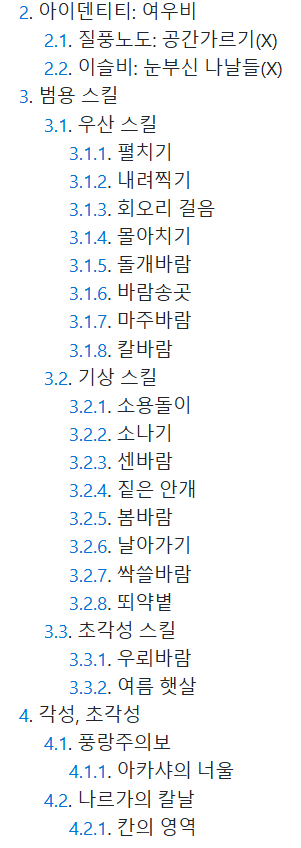 2. 아이덴티티: 여우비
2.1. 질풍노도: 공간가르기(X)
2.2. 이슬비: 눈부신 나날들(X)
3. 범용 스킬
3.1. 우산 스킬
3.1.1. 펼치기
3.1.2. 내려찍기
3.1.3. 회오리 걸음
3.1.4. 몰아치기
3.1.5. 돌개바람
3.1.6. 바람송곳
3.1.7. 마주바람
3.1.8. 칼바람
3.2. 기상 스킬
3.2.1. 소용돌이
3.2.2. 소나기
3.2.3. 센바람
3.2.4. 짙은 안개
3.2.5. 봄바람
3.2.6. 날아가기
3.2.7. 싹쓸바람
3.2.8. 뙤약볕
3.3. 초각성 스킬
3.3.1. 우뢰바람
3.3.2. 여름 햇살
4. 각성, 초각성
4.1. 풍랑주의보
4.1.1. 아카샤의 너울
4.2. 나르가의 칼날
4.2.1. 칸의 영역